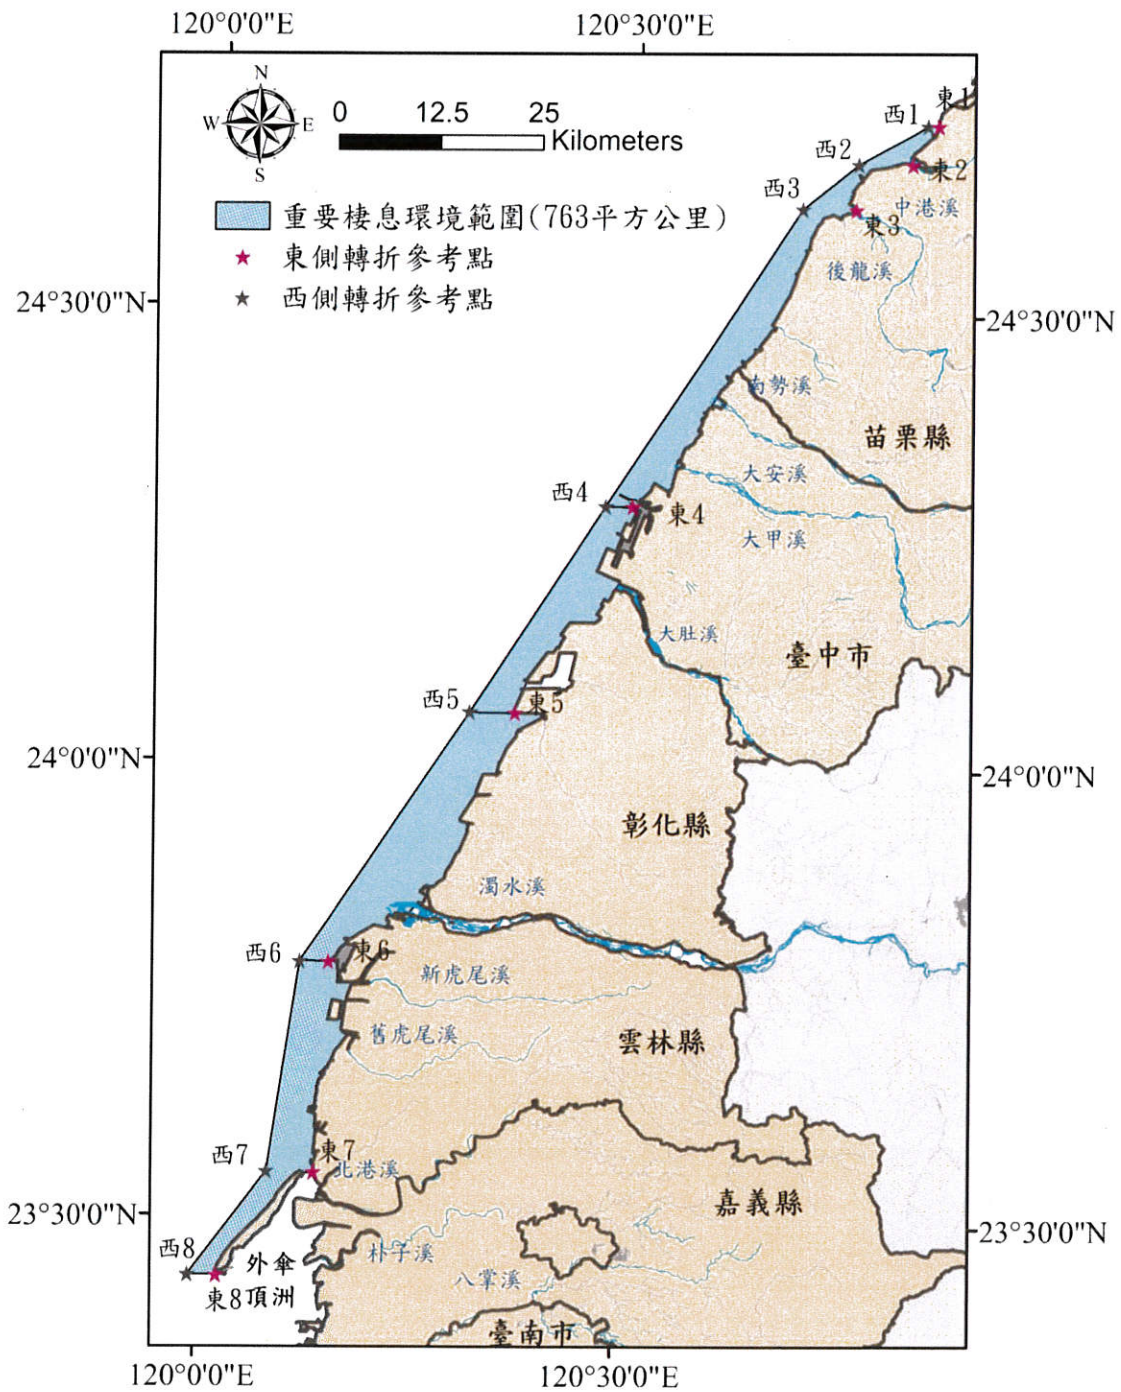 120°0'0"E
120°30'0"E
N
W
E
S
0
12.5
25
Kilometers
重要棲息環境範圍(763平方公里)
東側轉折參考點
西側轉折參考點
東1
西1
西2
東2
西3
東3
中港溪
後龍溪
24°30'0"N
24°30'0"N
南勢溪
苗栗縣
大安溪
西4
東4
大甲溪
大肚溪
臺中市
西5
東5
24°0'0"N
24°0'0"N
彰化縣
濁水溪
西6
東6
新虎尾溪
舊虎尾溪
雲林縣
西7
東7
北港溪
嘉義縣
23°30'0"N
23°30'0"N
西8
朴子溪
外傘
頂洲
八掌溪
東8
臺南市
120°0'0"E
120°30'0"E